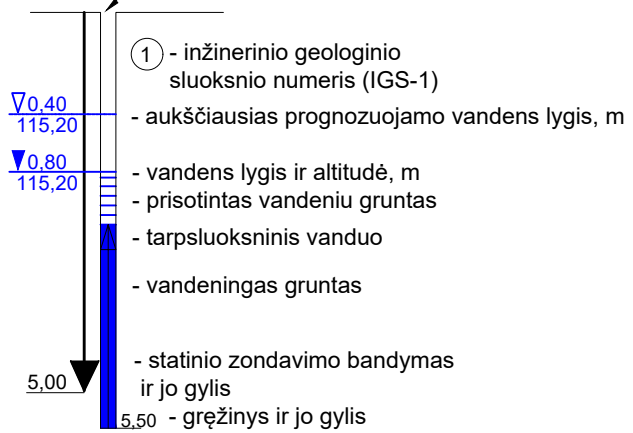 1 - inžinerinio geologinio
sluoksnio numeris (IGS-1)
0,40
115,20
- aukščiausias prognozuojamo vandens lygis, m
0,80
115,20
- vandens lygis ir altitudė, m
- prisotintas vandeniu gruntas
- tarpsluoksninis vanduo
- vandeningas gruntas
- statinio zondavimo bandymas
ir jo gylis
5,00
5,50 - gręžinys ir jo gylis